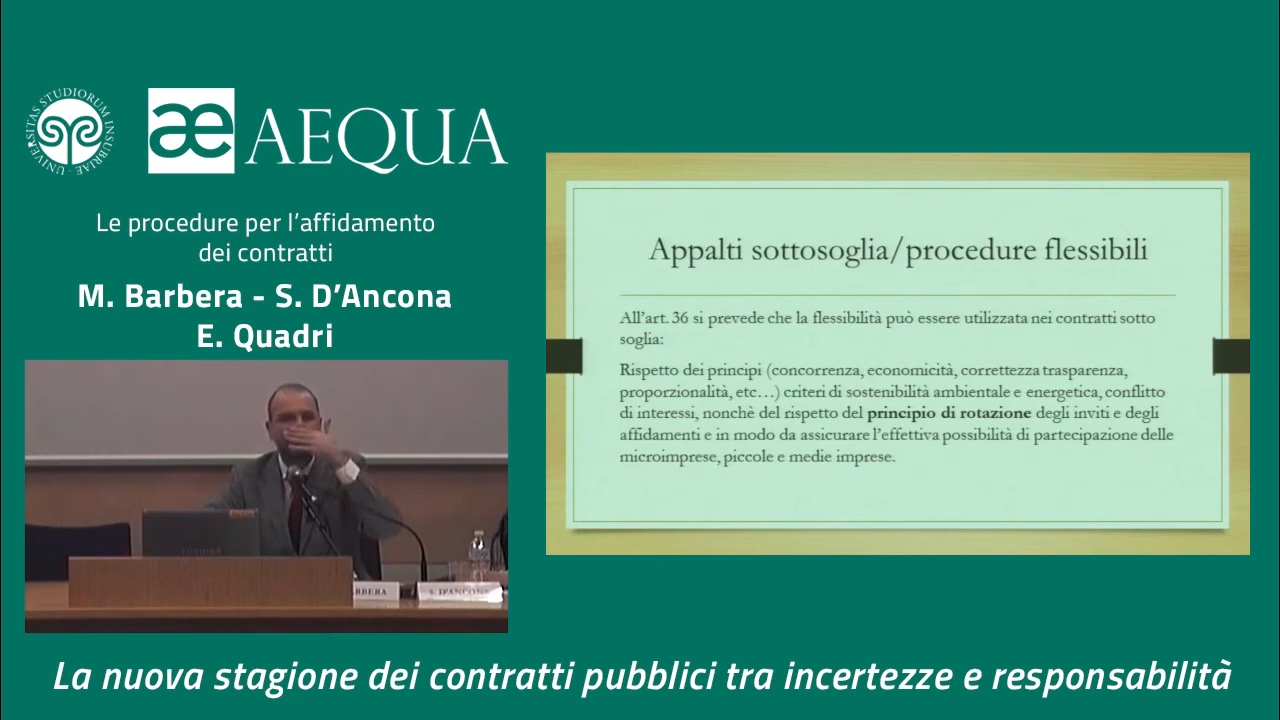 UNIVERSITAS STUDIORUM INSUBRIAE
æ AEQUA
Le procedure per l'affidamento
dei contratti
M. Barbera - S. D'Ancona
E. Quadri
Appalti sottosoglia/procedure flessibili
All'art. 36 si prevede che la flessibilità può essere utilizzata nei contratti sotto
soglia:
Rispetto dei principi (concorrenza, economicità, correttezza trasparenza,
proporzionalità, etc…) criteri di sostenibilità ambientale e energetica, conflitto
di interessi, nonchè del rispetto del principio di rotazione degli inviti e degli
affidamenti e in modo da assicurare l'effettiva possibilità di partecipazione delle
microimprese, piccole e medie imprese.
RBERA
S. D'ANCONA
La nuova stagione dei contratti pubblici tra incertezze e responsabilità